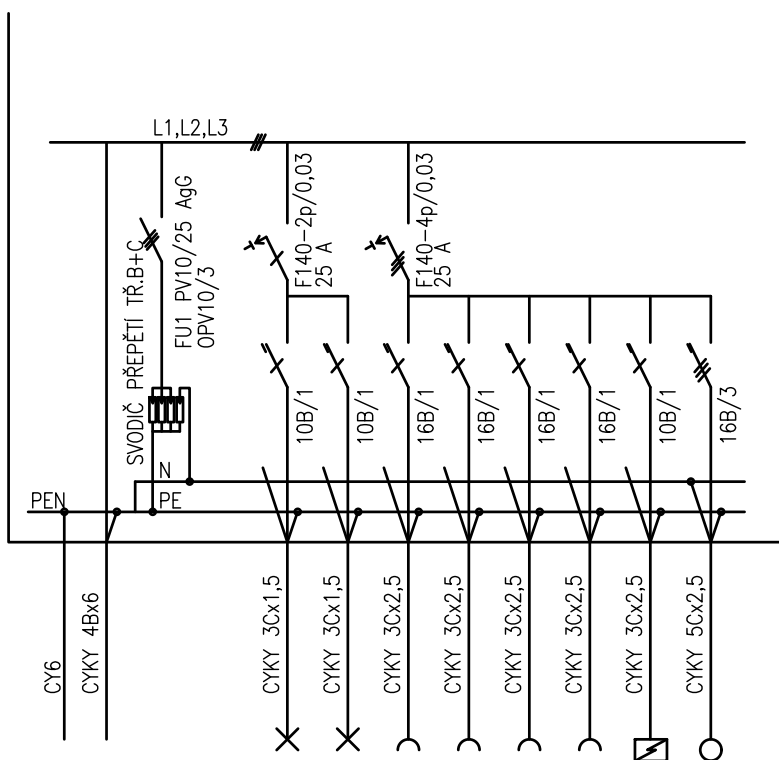 L1,L2,L3
SVODIČ PŘEPĚTÍ TŘ.B+C
FU1 PV10/25 AgG
OPV10/3
F140-2p/0,03
25 A
F140-4p/0,03
25 A
10B/1
10B/1
16B/1
16B/1
16B/1
16B/1
10B/1
16B/3
N
PEN
PE
CY6
CYKY 4Bx6
CYKY 3Cx1,5
CYKY 3Cx1,5
CYKY 3Cx2,5
CYKY 3Cx2,5
CYKY 3Cx2,5
CYKY 3Cx2,5
CYKY 3Cx2,5
CYKY 5Cx2,5